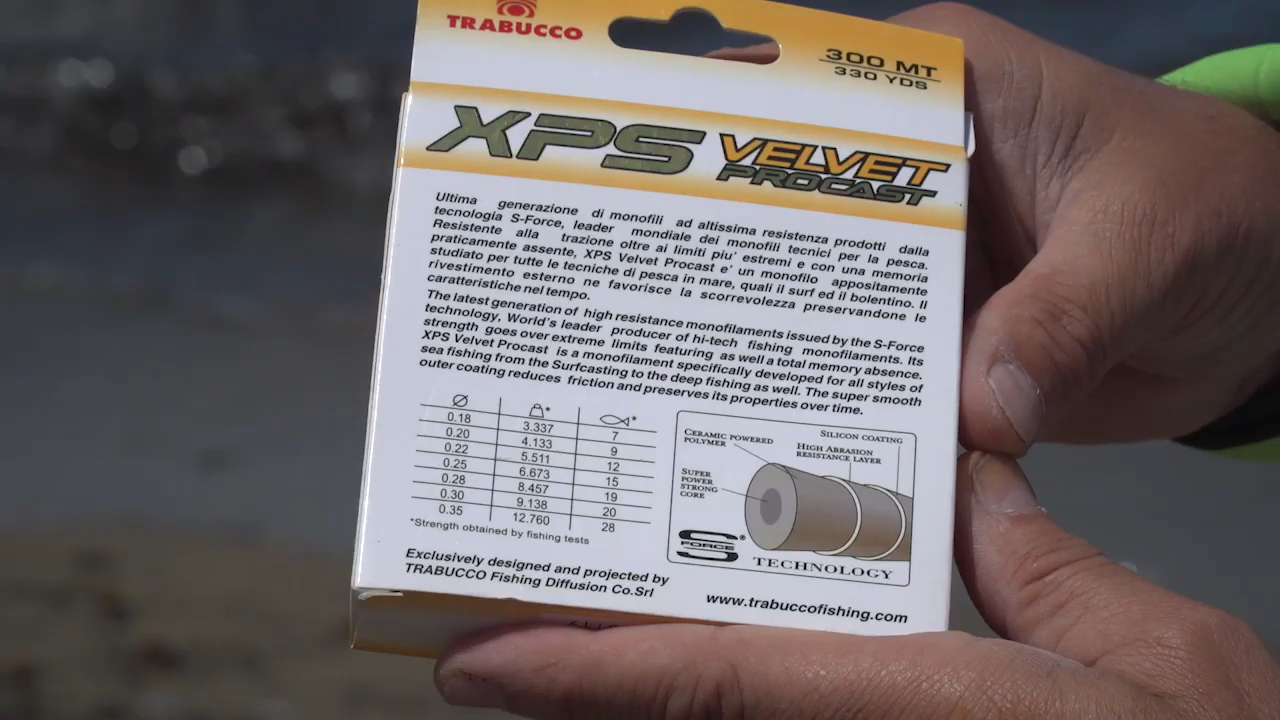 TRABUCCO
300 MT
330 YDS
XPS VELVET
PROCAST
Ultima generazione di monofili ad altissima resistenza prodotti dalla
tecnologia S-Force, leader mondiale dei monofili tecnici per la pesca.
Resistente alla trazione oltre ai limiti piu' estremi e con una memoria
praticamente assente, XPS Velvet Procast e' un monofilo appositamente
studiato per tutte le tecniche di pesca in mare, quali il surf ed il bolentino. Il
rivestimento esterno ne favorisce la scorrevolezza preservandone le
caratteristiche nel tempo.
The latest generation of high resistance monofilaments issued by the S-Force
technology, World's leader producer of hi-tech fishing monofilaments. Its
strength goes over extreme limits featuring as well a total memory absence.
XPS Velvet Procast is a monofilament specifically developed for all styles of
sea fishing from the Surfcasting to the deep fishing as well. The super smooth
outer coating reduces friction and preserves its properties over time.
Ø * *
0.18 3.337 7
0.20 4.133 9
0.22 5.511 12
0.25 6.673 15
0.28 8.457 19
0.30 9.138 20
0.35 12.760 28
*Strength obtained by fishing tests
SILICON COATING
CERAMIC POWERED
POLYMER
HIGH ABRASION
RESISTANCE LAYER
SUPER
POWER
STRONG
CORE
S FORCE®
TECHNOLOGY
Exclusively designed and projected by
TRABUCCO Fishing Diffusion Co.Srl
www.trabuccofishing.com